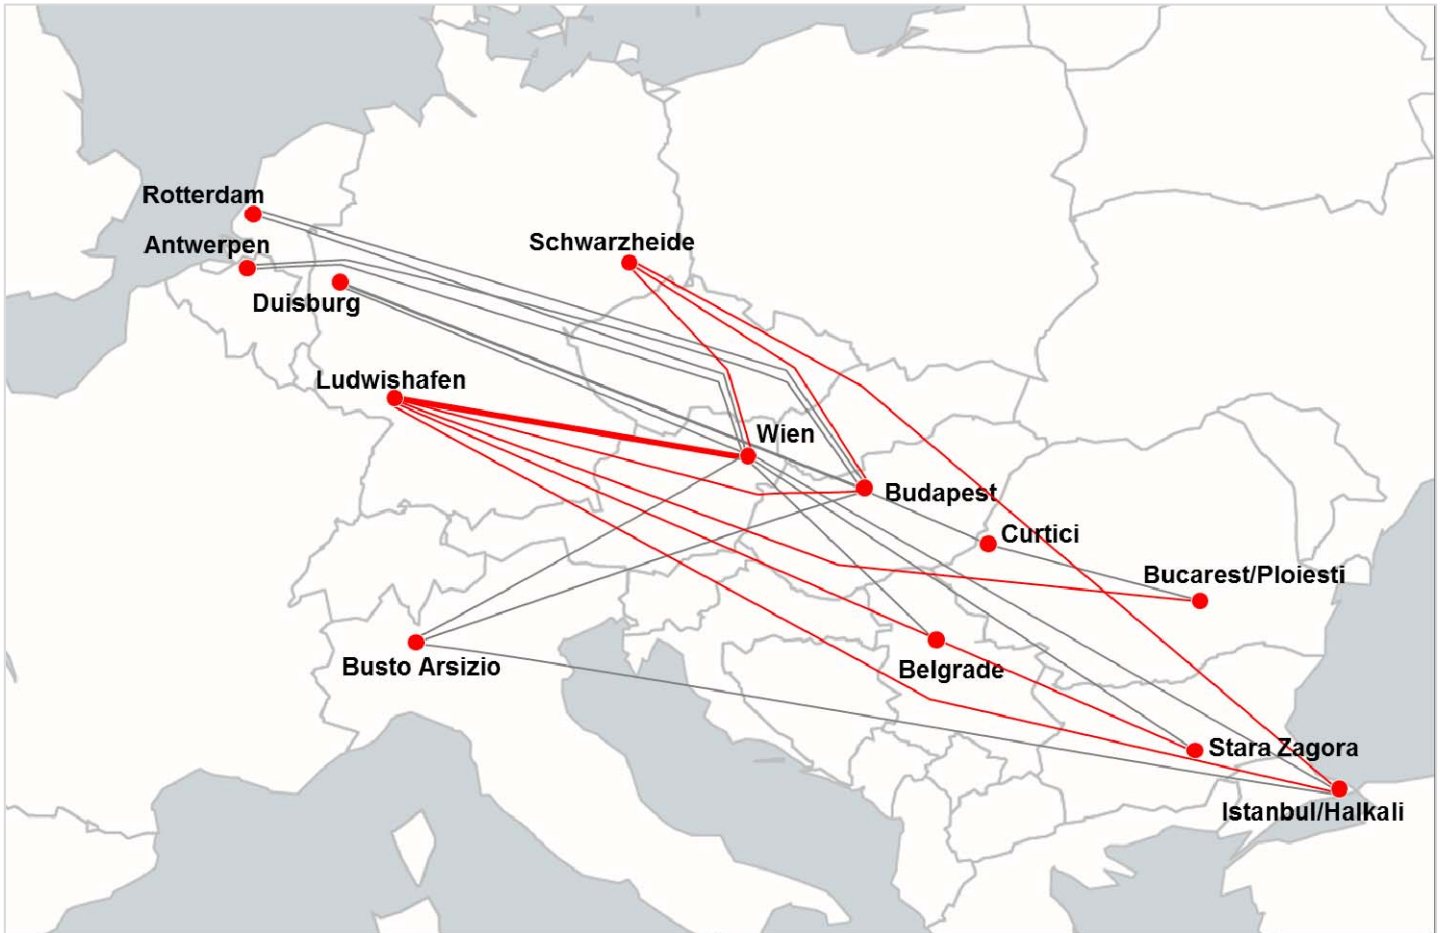 Rotterdam
Antwerpen
Schwarzheide
Duisburg
Ludwishafen
Wien
Budapest
Curtici
Bucarest/Ploiesti
Busto Arsizio
Belgrade
Stara Zagora
Istanbul/Halkali